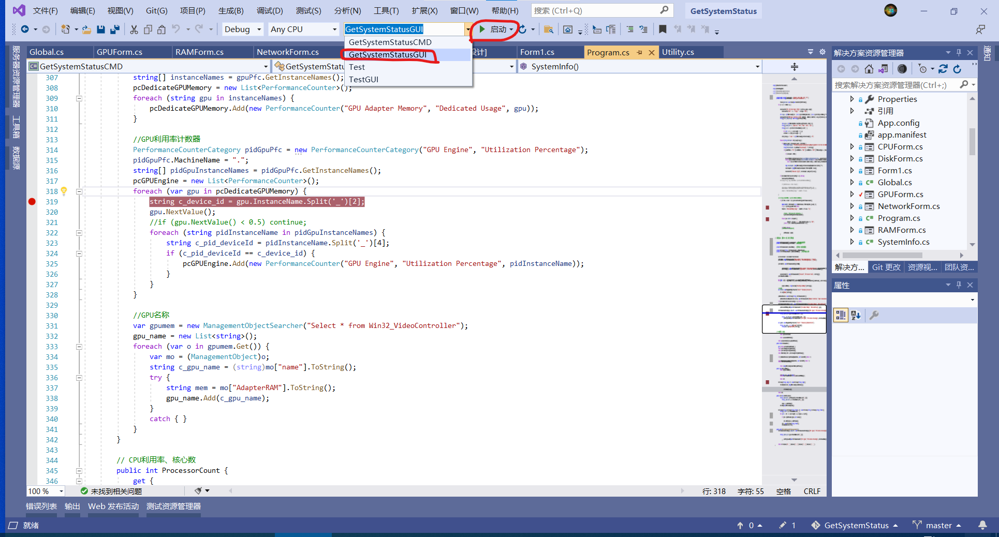 文件(F) 编辑(E) 视图(V) Git(G) 项目(P) 生成(B) 调试(D) 测试(S) 分析(N) 工具(T) 扩展(X) 窗口(W) 帮助(H) 搜索 (Ctrl+Q) GetSystemStatus
Debug Any CPU GetSystemStatusGUI 启动
GetSystemStatusCMD
GetSystemStatusGUI
Test
TestGUI
Global.cs GPUForm.cs RAMForm.cs NetworkForm.cs 设计] Form1.cs Program.cs Utility.cs
GetSystemStatusCMD GetSystemStatu SystemInfo()
307 string[] instanceNames = gpuPfc.GetInstanceNames();
308 pcDedicateGPUMemory = new List<PerformanceCounter>();
309 foreach (string gpu in instanceNames) {
310 pcDedicateGPUMemory.Add(new PerformanceCounter("GPU Adapter Memory", "Dedicated Usage", gpu));
311 }
312
313 //GPU利用率计数器
314 PerformanceCounterCategory pidGpuPfc = new PerformanceCounterCategory("GPU Engine", "Utilization Percentage");
315 pidGpuPfc.MachineName = ".";
316 string[] pidGpuInstanceNames = pidGpuPfc.GetInstanceNames();
317 pcGPUEngine = new List<PerformanceCounter>();
318 foreach (var gpu in pcDedicateGPUMemory) {
319 string c_device_id = gpu.InstanceName.Split('_')[2];
320 gpu.NextValue();
321 //if (gpu.NextValue() < 0.5) continue;
322 foreach (string pidInstanceName in pidGpuInstanceNames) {
323 string c_pid_deviceId = pidInstanceName.Split('_')[4];
324 if (c_pid_deviceId == c_device_id) {
325 pcGPUEngine.Add(new PerformanceCounter("GPU Engine", "Utilization Percentage", pidInstanceName));
326 }
327 }
328 }
329
330 //GPU名称
331 var gpumem = new ManagementObjectSearcher("Select * from Win32_VideoController");
332 gpu_name = new List<string>();
333 foreach (var o in gpumem.Get()) {
334 var mo = (ManagementObject)o;
335 string c_gpu_name = (string)mo["name"].ToString();
336 try {
337 string mem = mo["AdapterRAM"].ToString();
338 gpu_name.Add(c_gpu_name);
339 }
340 catch { }
341 }
342 }
343
344 // CPU利用率、核心数
345 public int ProcessorCount {
346 get {
100 % 未找到相关问题 行: 318 字符: 55 空格 CRLF
服务器资源管理器
工具箱
数据源
通知
解决方案资源管理器
搜索解决方案资源管理器(Ctrl+;)
Properties
引用
App.config
app.manifest
CPUForm.cs
DiskForm.cs
Form1.cs
Global.cs
GPUForm.cs
NetworkForm.cs
Program.cs
RAMForm.cs
SystemInfo.cs
解决方... Git 更改 资源视... 团队资...
属性
错误列表 输出 Web 发布活动 测试资源管理器
就绪 0 1 GetSystemStatus master